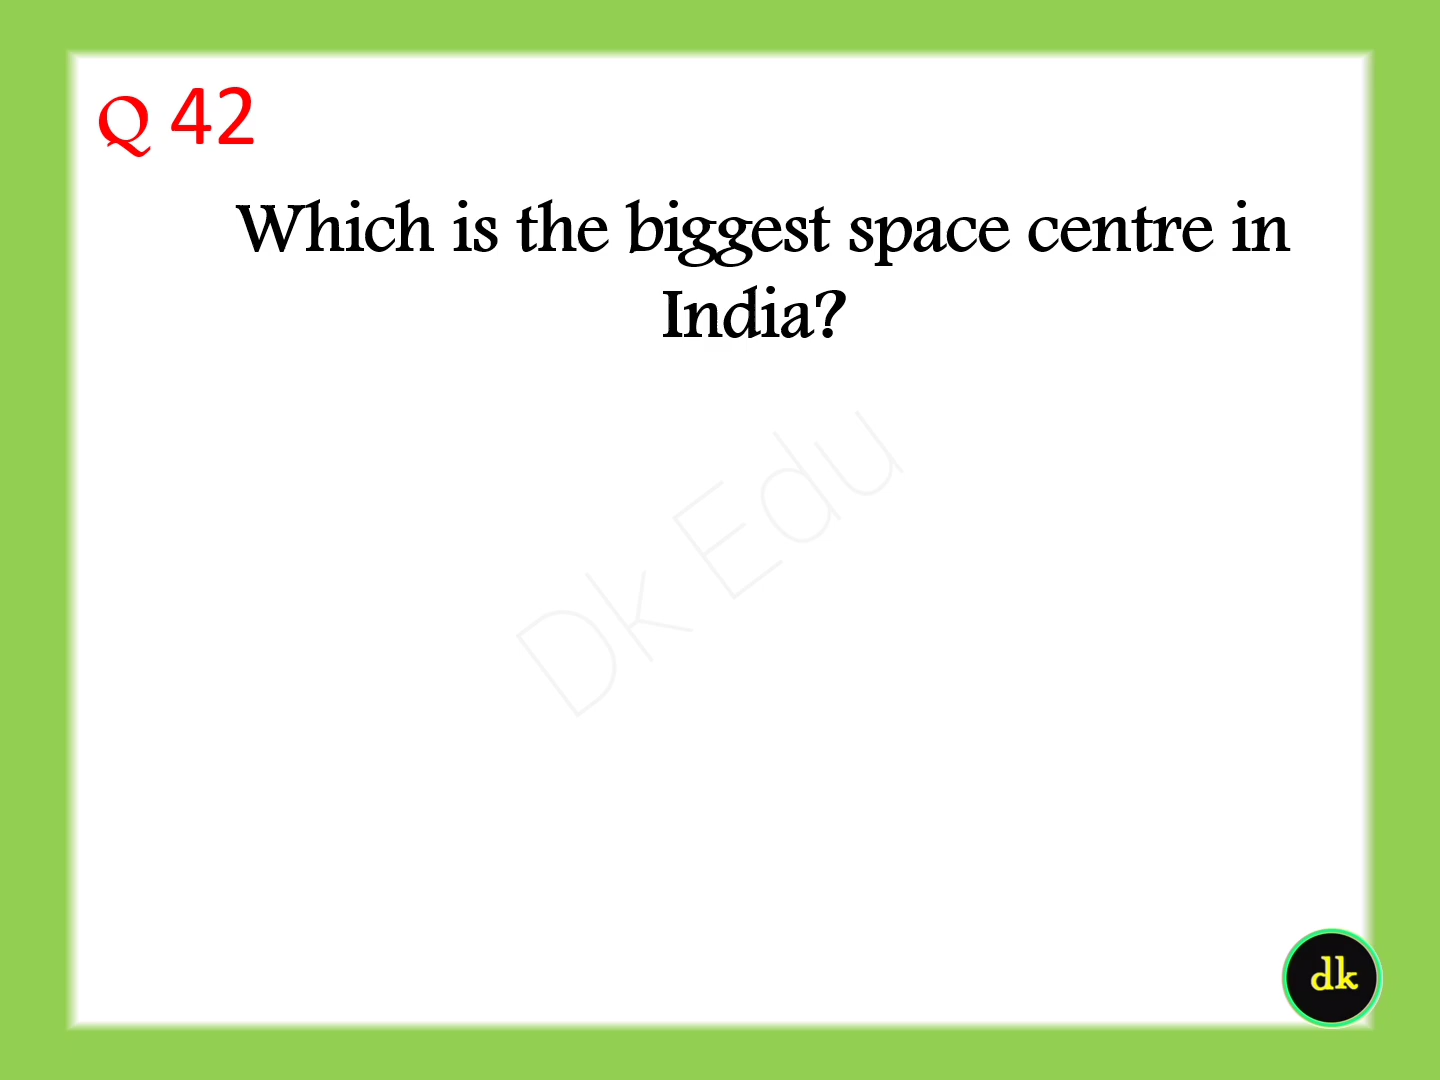 Q 42
Which is the biggest space centre in
India?
Dk Edu
dk